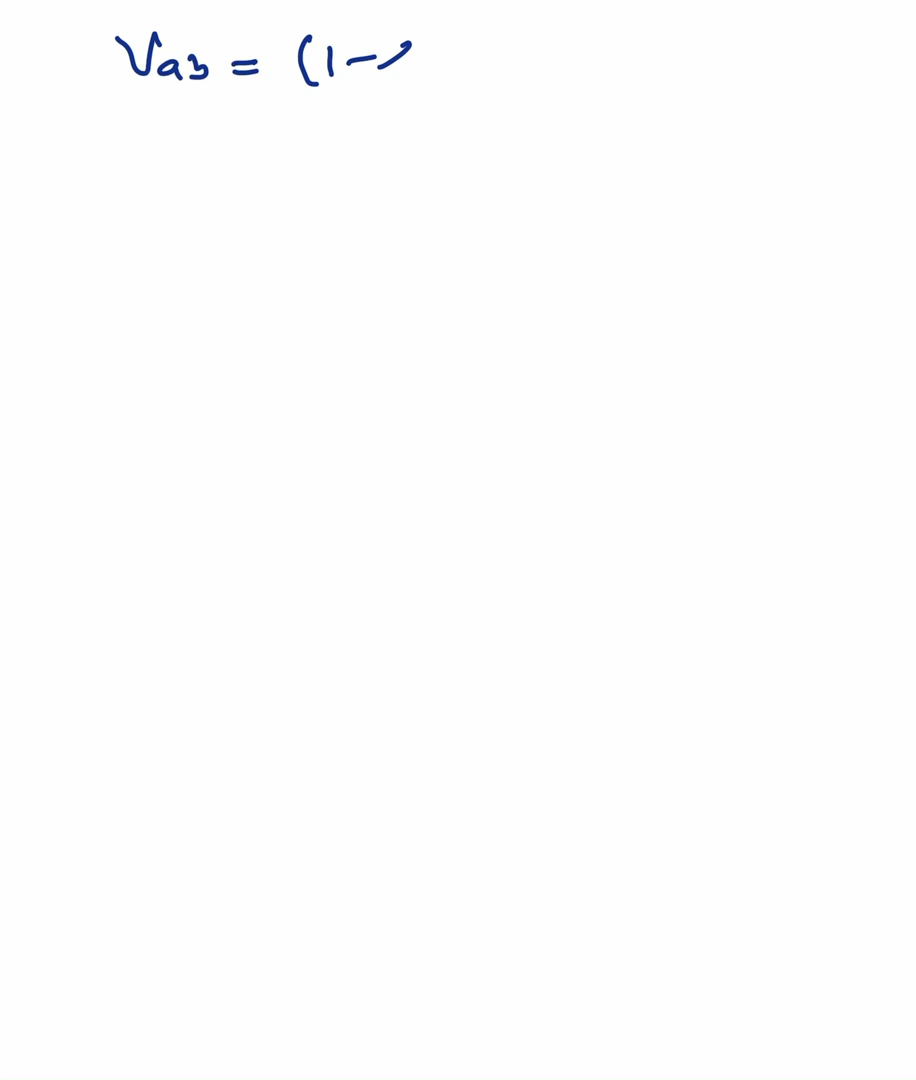 Vab = (1-